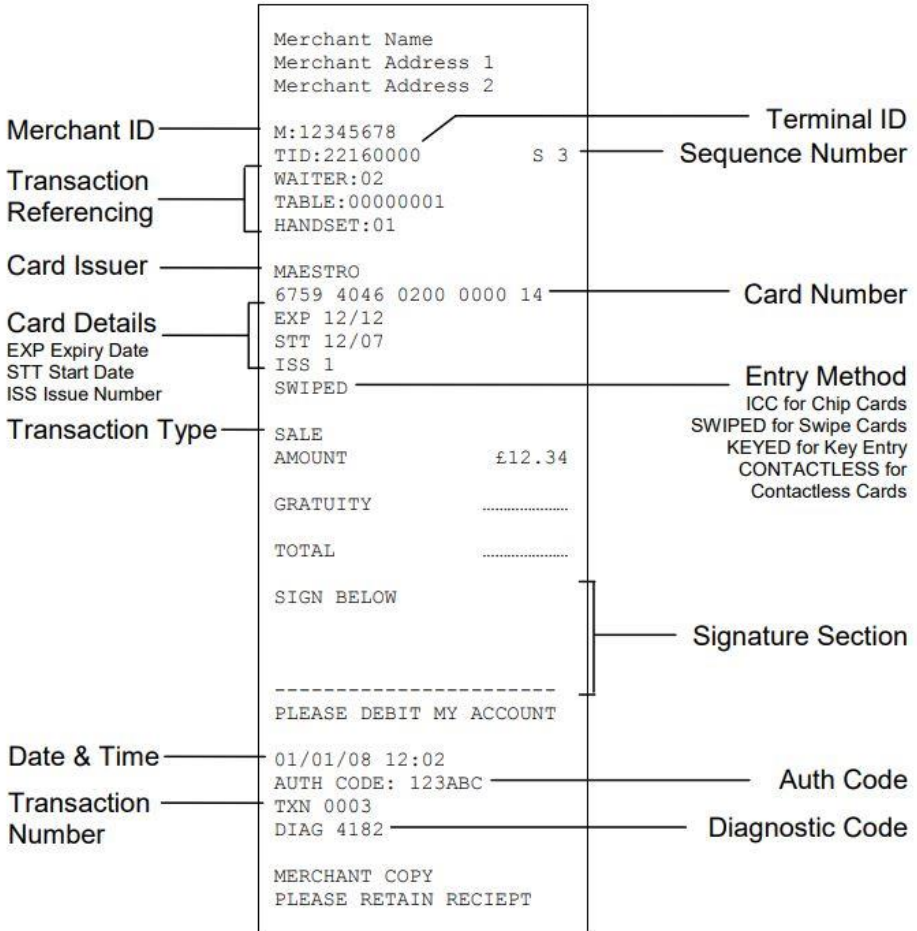 Merchant Name
Merchant Address 1
Merchant Address 2
Merchant ID
M:12345678
Terminal ID
TID:22160000 S 3
Sequence Number
Transaction
Referencing
WAITER:02
TABLE:00000001
HANDSET:01
Card Issuer
MAESTRO
6759 4046 0200 0000 14
Card Number
Card Details
EXP Expiry Date
STT Start Date
ISS Issue Number
EXP 12/12
STT 12/07
ISS 1
SWIPED
Entry Method
ICC for Chip Cards
SWIPED for Swipe Cards
KEYED for Key Entry
CONTACTLESS for
Contactless Cards
Transaction Type
SALE
AMOUNT £12.34
GRATUITY ....................
TOTAL ....................
SIGN BELOW
Signature Section
-----------------------
PLEASE DEBIT MY ACCOUNT
Date & Time
01/01/08 12:02
AUTH CODE: 123ABC
Auth Code
Transaction
Number
TXN 0003
DIAG 4182
Diagnostic Code
MERCHANT COPY
PLEASE RETAIN RECIEPT